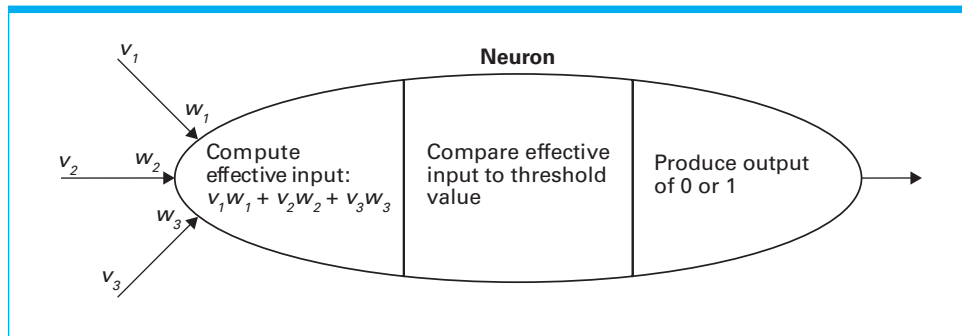 Neuron
v₁
w₁
v₂
w₂
w₃
v₃
Compute
effective input:
v₁w₁ + v₂w₂ + v₃w₃
Compare effective
input to threshold
value
Produce output
of 0 or 1